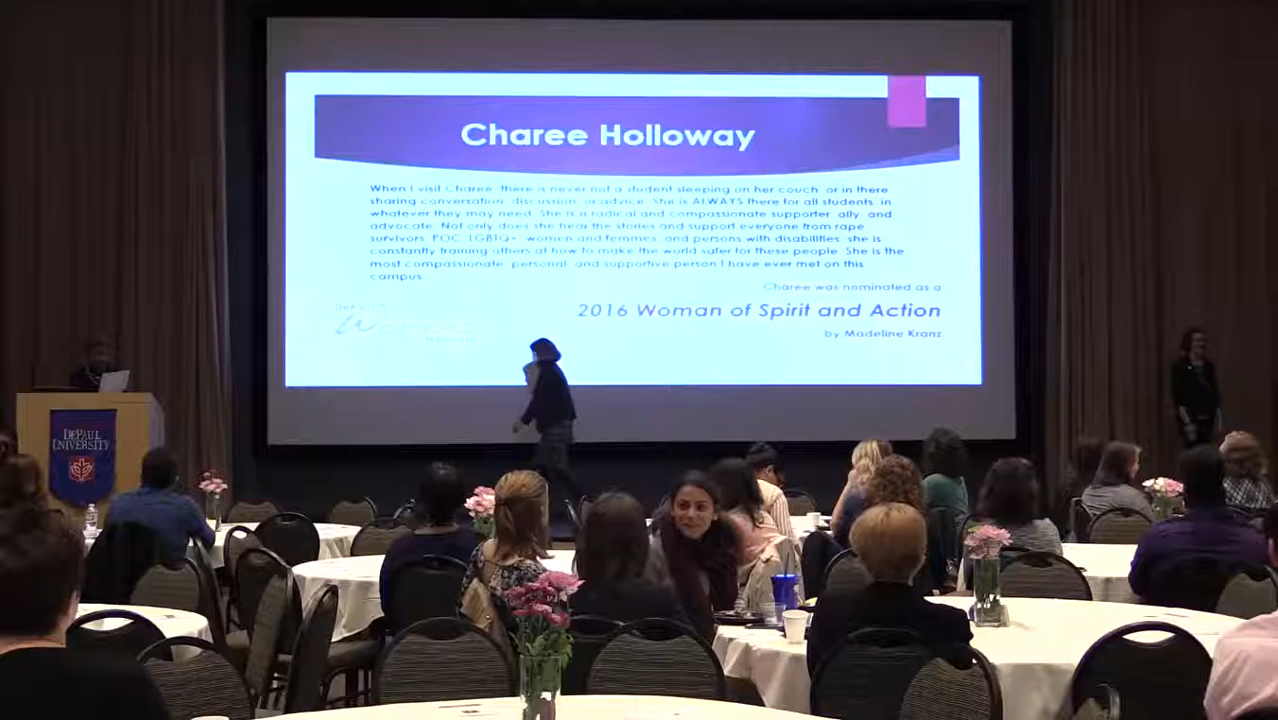 Charee Holloway
When I visit Charee, there is never not a student sleeping on her couch, or in there
sharing conversation, discussion, or advice. She is ALWAYS there for all students, in
whatever they may need. She is a radical and compassionate supporter, ally, and
advocate. Not only does she hear the stories and support everyone from rape
survivors, POC, LGBTQ+, women and femmes, and persons with disabilities, she is
constantly training others at how to make the world safer for these people. She is the
most compassionate, personal, and supportive person I have ever met on this
campus.
Charee was nominated as a
2016 Woman of Spirit and Action
by Madeline Kranz
DePaul
Women's
DEPAUL
UNIVERSITY